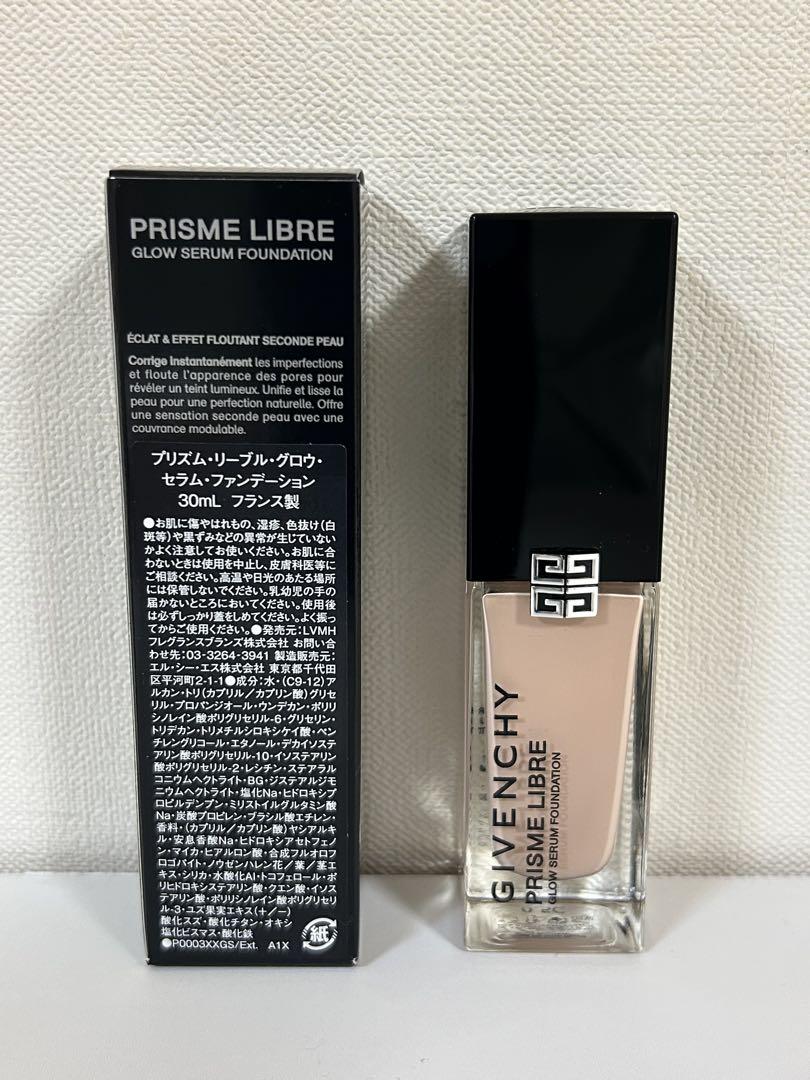 PRISME LIBRE
GLOW SERUM FOUNDATION
ÉCLAT & EFFET FLOUTANT SECONDE PEAU
Corrige instantanément les imperfections
et floute l'apparence des pores pour
révéler un teint lumineux. Unifie et lisse la
peau pour une perfection naturelle. Offre
une sensation seconde peau avec une
couvrance modulable.
プリズム・リーブル・グロウ・
セラム・ファンデーション
30mL フランス製
●お肌に傷やはれもの、湿疹、色抜け(白
斑等)や黒ずみなどの異常が生じていない
かよく注意してお使いください。お肌に合
わないときは使用を中止し、皮膚科医等に
ご相談ください。高温や日光のあたる場所
には保管しないでください。乳幼児の手の
届かないところにおいてください。使用後
は必ずしっかり蓋をしめてください。よく振っ
てからご使用ください。●発売元:LVMH
フレグランスブランズ株式会社 お問い合
わせ先:03-3264-3941 製造販売元:
エル・シー・エス株式会社 東京都千代田
区平河町2-1-1●成分:水・(C9-12)ア
ルカン・トリ(カプリル/カプリン酸)グリセ
リル・プロパンジオール・ウンデカン・ポリリ
シノレイン酸ポリグリセリル-6・グリセリン・
トリデカン・トリメチルシロキシケイ酸・ペン
チレングリコール・エタノール・デカイソステ
アリン酸ポリグリセリル-10・イソステアリン
酸ポリグリセリル-2・レシチン・ステアラル
コニウムヘクトライト・BG・ジステアルジモ
ニウムヘクトライト・塩化Na・ヒドロキシプ
ロピルデンプン・ミリストイルグルタミン酸
Na・炭酸プロピレン・ブラシル酸エチレン・
香料・(カプリル/カプリン酸)ヤシアルキ
ル・安息香酸Na・ヒドロキシアセトフェノ
ン・マイカ・ヒアルロン酸・合成フルオロフ
ロゴパイト・ノウゼンハレン花/葉/茎エ
キス・シリカ・水酸化Al・トコフェロール・ポ
リヒドロキシステアリン酸・クエン酸・イソス
テアリン酸・ポリリシノレイン酸ポリグリセ
リル-3・ユズ果実エキス(+/-)
酸化スズ・酸化チタン・オキシ
塩化ビスマス・酸化鉄
●P0003XXGS/Ext. A1X
紙
GIVENCHY
PRISME LIBRE
GLOW SERUM FOUNDATION